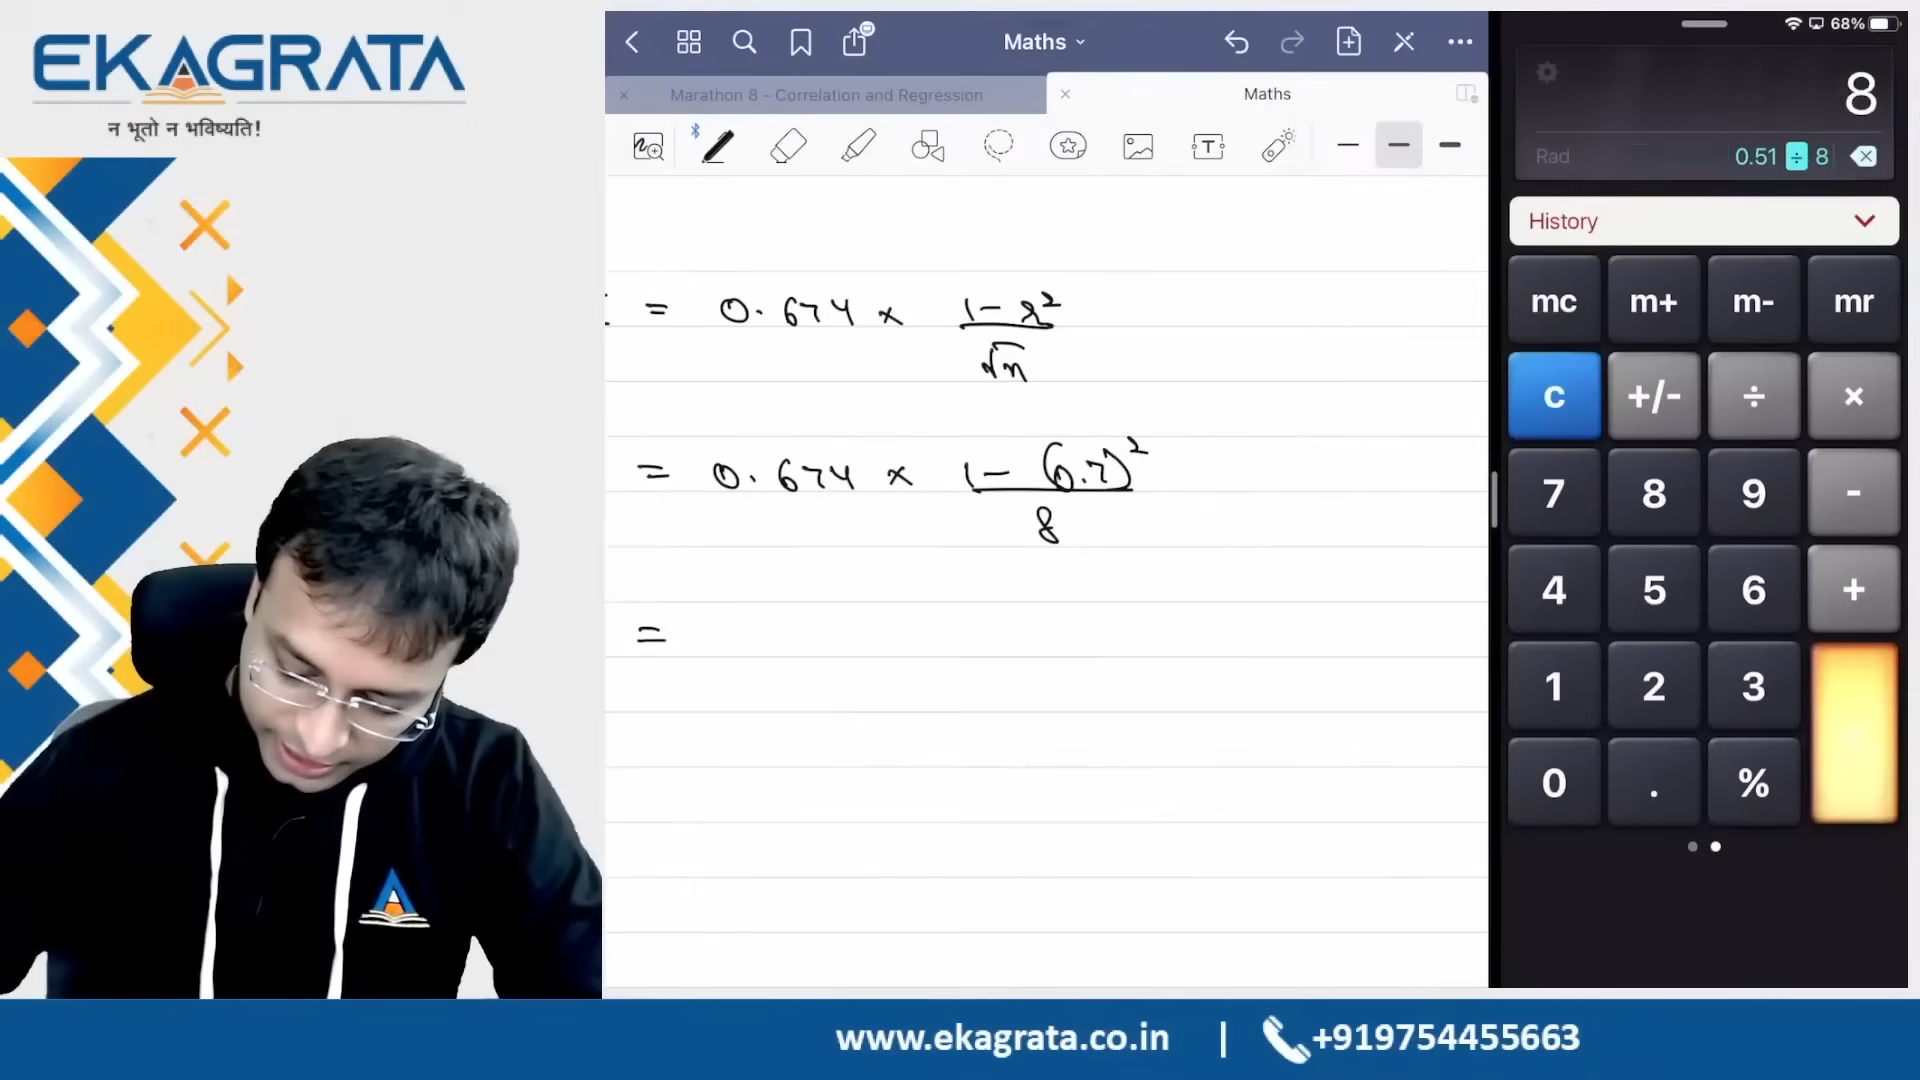 EKAGRATA
न भूतो न भविष्यति!
Maths
Marathon 8 - Correlation and Regression
Maths
T
= 0.674 × 1 - r²
√n
= 0.674 × 1 - (0.7)²
8
=
68%
8
Rad
0.51 ÷ 8
History
mc m+ m- mr
c +/- ÷ ×
7 8 9 -
4 5 6 +
1 2 3
0 . %
www.ekagrata.co.in | +919754455663